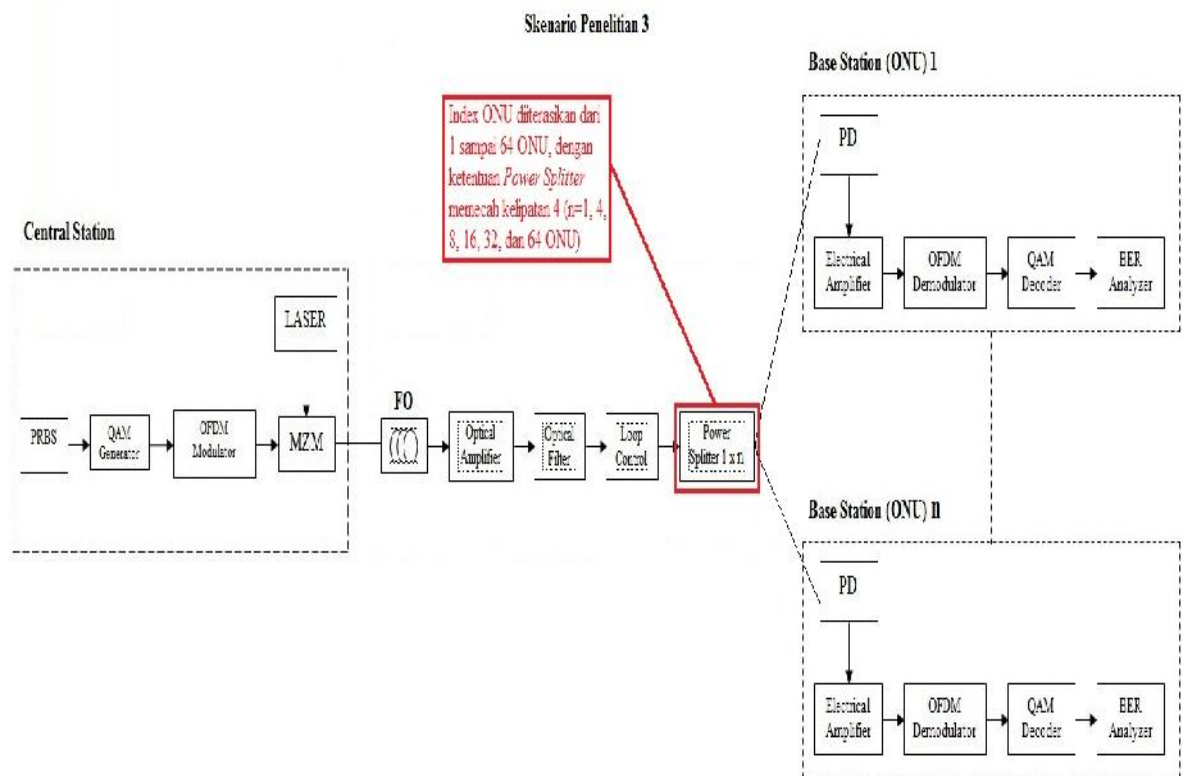 Skenario Penelitian 3
Base Station (ONU) 1
Index ONU diiterasikan dari
1 sampai 64 ONU, dengan
ketentuan Power Splitter
memecah kelipatan 4 (n=1, 4,
8, 16, 32, dan 64 ONU)
PD
Central Station
Electrical
Amplifier
OFDM
Demodulator
QAM
Decoder
BER
Analyzer
LASER
FO
PRBS
QAM
Generator
OFDM
Modulator
MZM
Optical
Amplifier
Optical
Filter
Loop
Control
Power
Splitter 1 x n
Base Station (ONU) n
PD
Electrical
Amplifier
OFDM
Demodulator
QAM
Decoder
BER
Analyzer